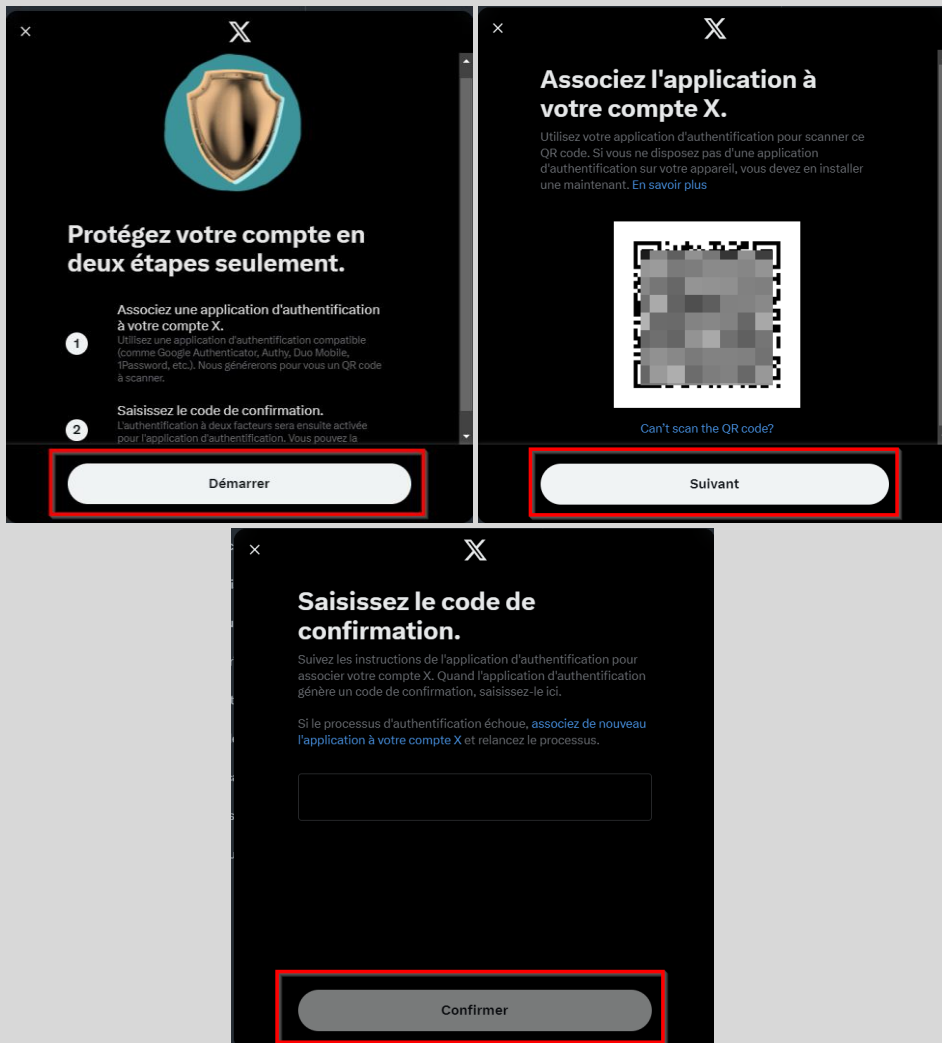 Protégez votre compte en
deux étapes seulement.
Associez une application d'authentification
à votre compte X.
1
Utilisez une application d'authentification compatible
(comme Google Authenticator, Authy, Duo Mobile,
1Password, etc.). Nous générerons pour vous un QR code
à scanner.
Saisissez le code de confirmation.
2
L'authentification à deux facteurs sera ensuite activée
pour l'application d'authentification. Vous pouvez la
Démarrer
Associez l'application à
votre compte X.
Utilisez votre application d'authentification pour scanner ce
QR code. Si vous ne disposez pas d'une application
d'authentification sur votre appareil, vous devez en installer
une maintenant. En savoir plus
Can't scan the QR code?
Suivant
Saisissez le code de
confirmation.
Suivez les instructions de l'application d'authentification pour
associer votre compte X. Quand l'application d'authentification
génère un code de confirmation, saisissez-le ici.
Si le processus d'authentification échoue, associez de nouveau
l'application à votre compte X et relancez le processus.
Confirmer